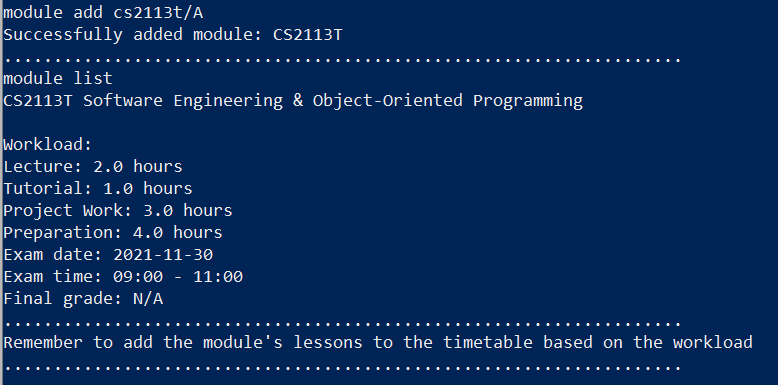 module add cs2113t/A
Successfully added module: CS2113T
....................................................................
module list
CS2113T Software Engineering & Object-Oriented Programming

Workload:
Lecture: 2.0 hours
Tutorial: 1.0 hours
Project Work: 3.0 hours
Preparation: 4.0 hours
Exam date: 2021-11-30
Exam time: 09:00 - 11:00
Final grade: N/A
....................................................................
Remember to add the module's lessons to the timetable based on the workload
....................................................................